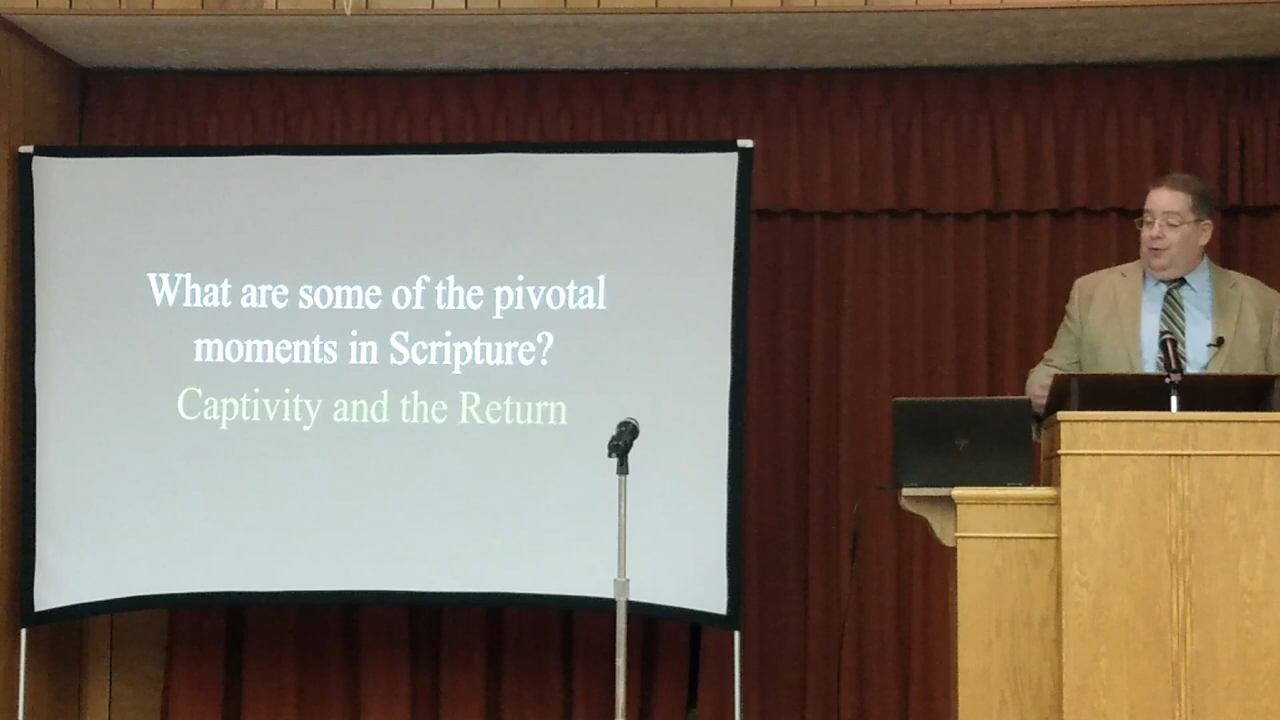 What are some of the pivotal
moments in Scripture?
Captivity and the Return